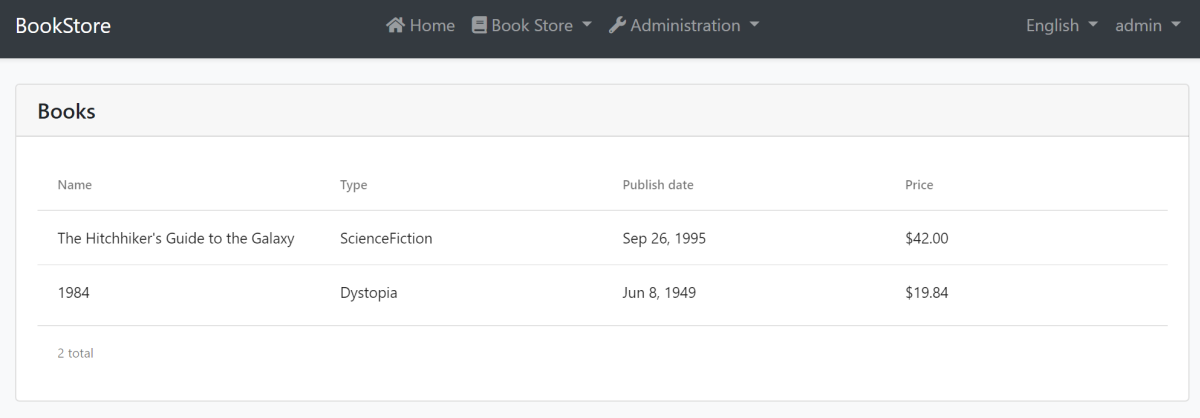 BookStore Home Book Store Administration English admin
Books
Name Type Publish date Price
The Hitchhiker's Guide to the Galaxy ScienceFiction Sep 26, 1995 $42.00
1984 Dystopia Jun 8, 1949 $19.84
2 total